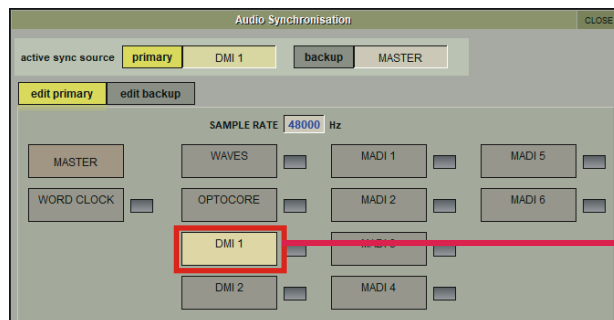 Audio Synchronisation CLOSE
active sync source primary DMI 1 backup MASTER
edit primary edit backup
SAMPLE RATE 48000 Hz
MASTER WAVES MADI 1 MADI 5
WORD CLOCK OPTOCORE MADI 2 MADI 6
DMI 1
DMI 2 MADI 4